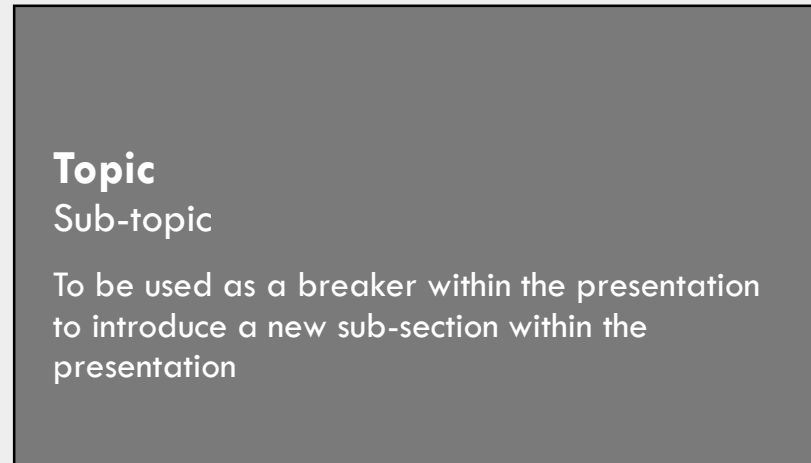 Topic
Sub-topic
To be used as a breaker within the presentation
to introduce a new sub-section within the
presentation